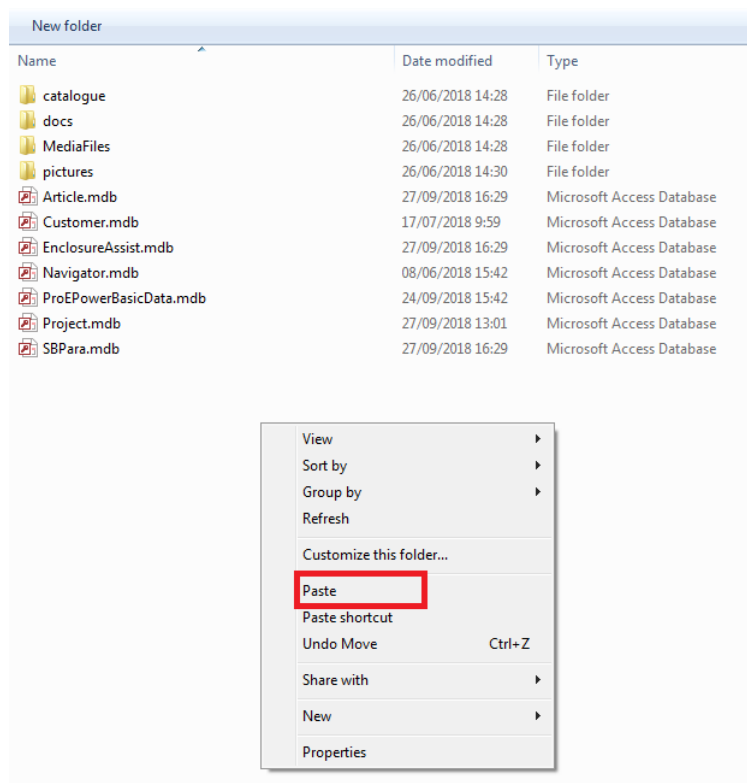 New folder
Name Date modified Type
catalogue 26/06/2018 14:28 File folder
docs 26/06/2018 14:28 File folder
MediaFiles 26/06/2018 14:28 File folder
pictures 26/06/2018 14:30 File folder
Article.mdb 27/09/2018 16:29 Microsoft Access Database
Customer.mdb 17/07/2018 9:59 Microsoft Access Database
EnclosureAssist.mdb 27/09/2018 16:29 Microsoft Access Database
Navigator.mdb 08/06/2018 15:42 Microsoft Access Database
ProEPowerBasicData.mdb 24/09/2018 15:42 Microsoft Access Database
Project.mdb 27/09/2018 13:01 Microsoft Access Database
SBPara.mdb 27/09/2018 16:29 Microsoft Access Database
View
Sort by
Group by
Refresh
Customize this folder...
Paste
Paste shortcut
Undo Move Ctrl+Z
Share with
New
Properties